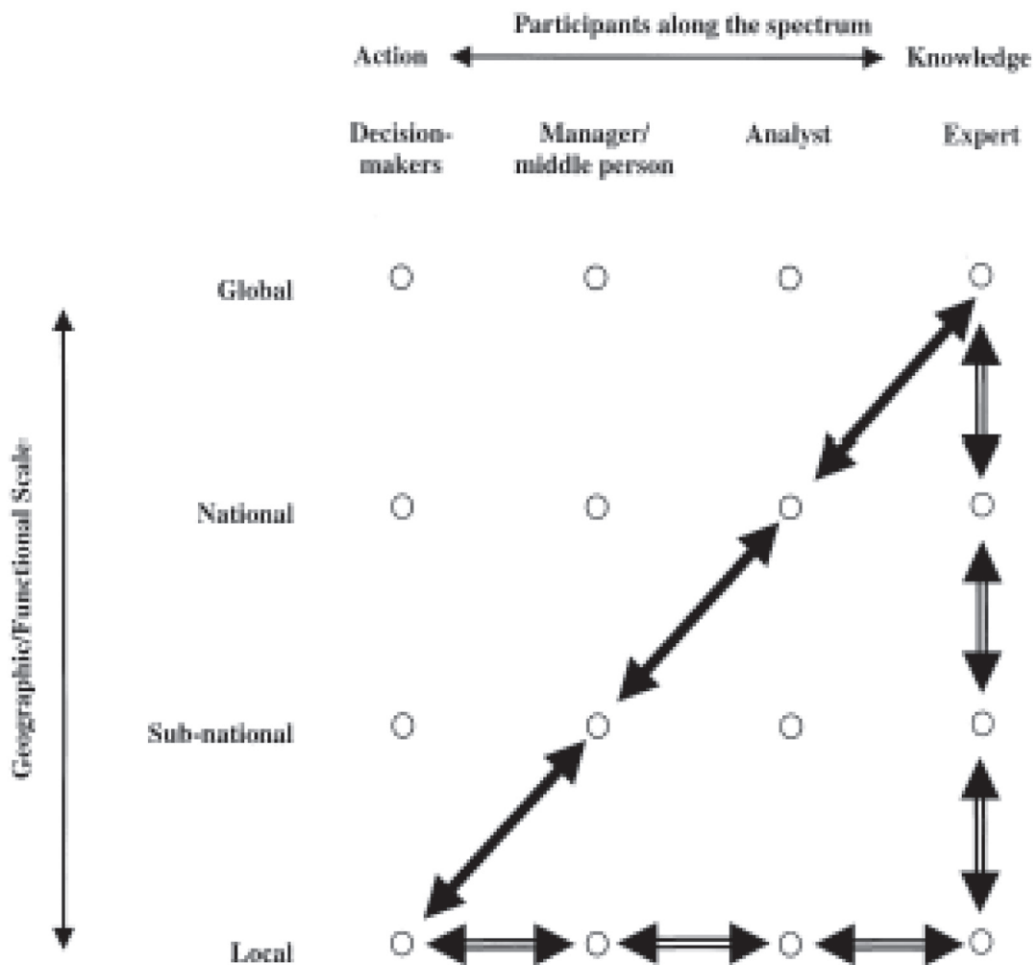 Participants along the spectrum
Action
Knowledge
Decision-
makers
Manager/
middle person
Analyst
Expert
Global
National
Sub-national
Local
Geographic/Functional Scale